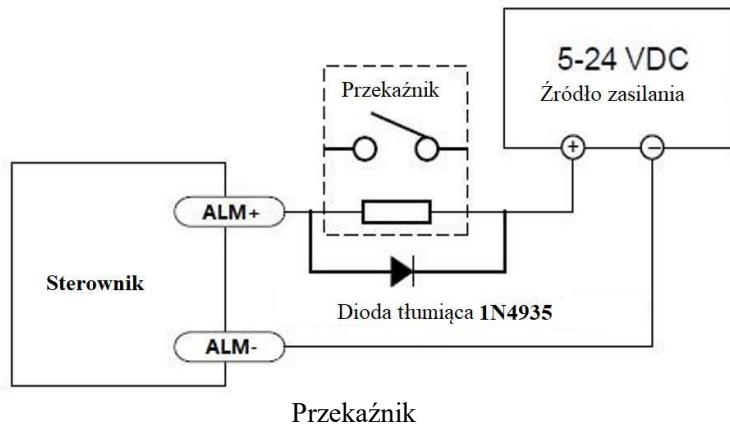 5-24 VDC
Źródło zasilania
Przekaźnik
+
−
ALM+
Sterownik
Dioda tłumiąca 1N4935
ALM-
Przekaźnik